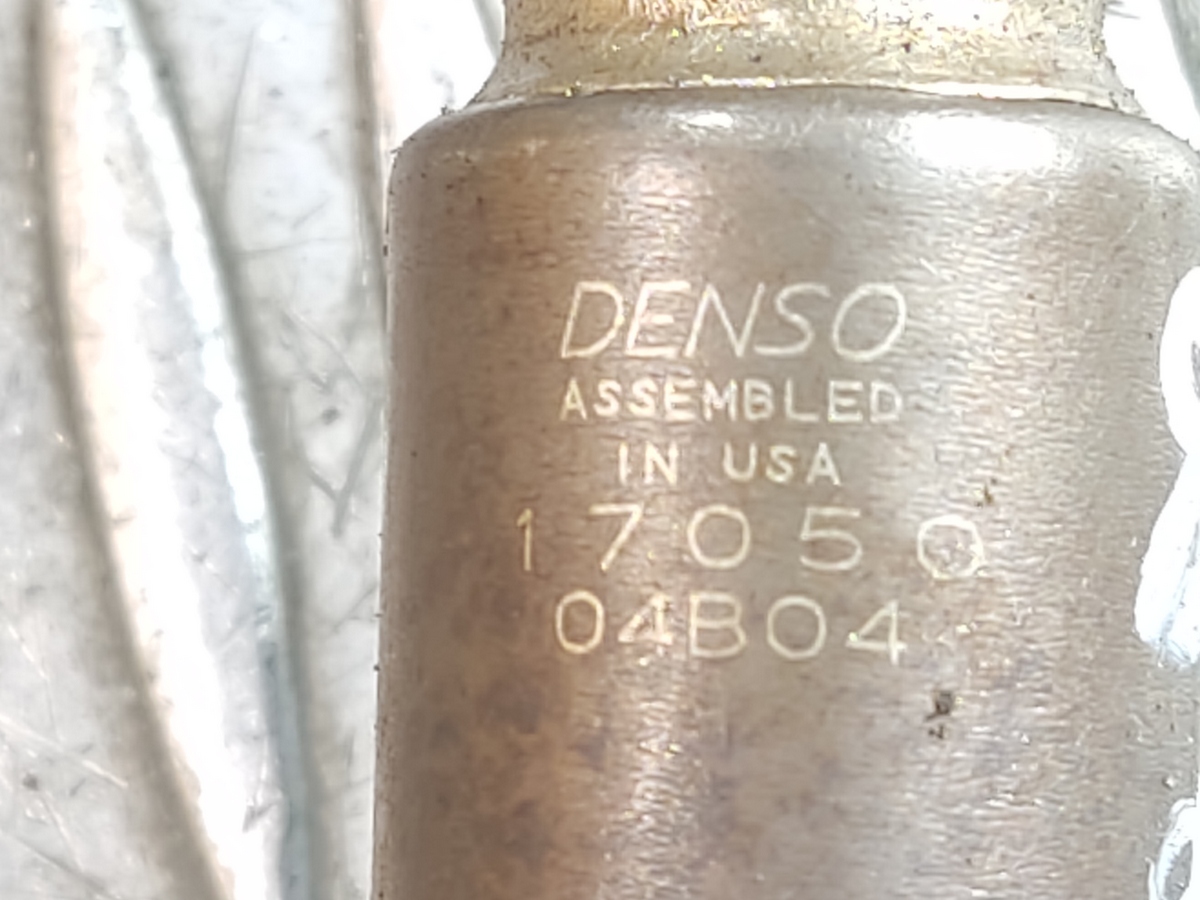 DENSO
ASSEMBLED
IN USA
17050
04B04